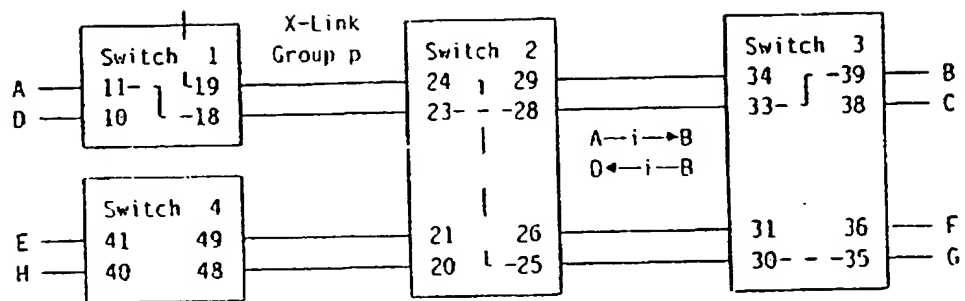 X-Link
Group p
Switch 1
A 11- 19
D 10 -18
Switch 2
24 29
23- - -28
21 26
20 -25
Switch 3
34 -39 B
33- 38 C
31 36 F
30- - -35 G
A—i—►B
D◄—i—B
Switch 4
E 41 49
H 40 48